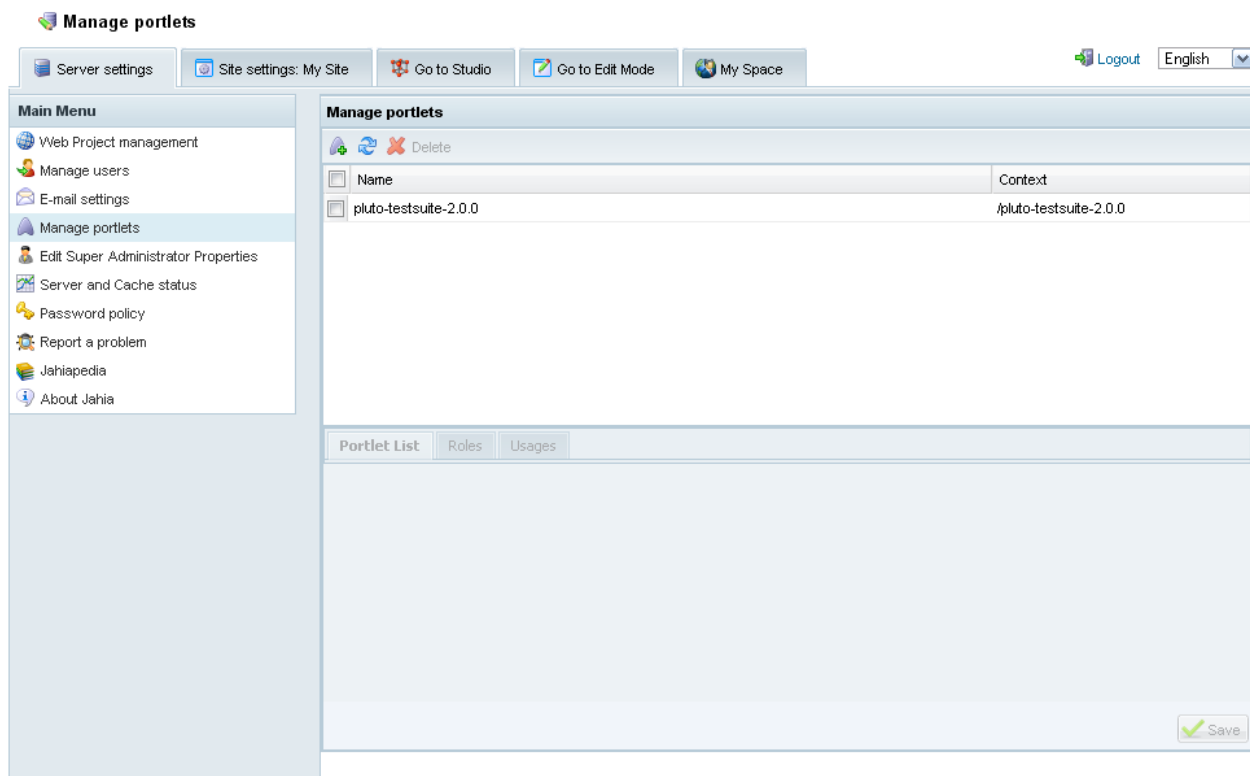 Manage portlets
Server settings
Site settings: My Site
Go to Studio
Go to Edit Mode
My Space
Logout
English
Main Menu
Web Project management
Manage users
E-mail settings
Manage portlets
Edit Super Administrator Properties
Server and Cache status
Password policy
Report a problem
Jahiapedia
About Jahia
Manage portlets
Delete
Name Context
pluto-testsuite-2.0.0 /pluto-testsuite-2.0.0
Portlet List Roles Usages
Save